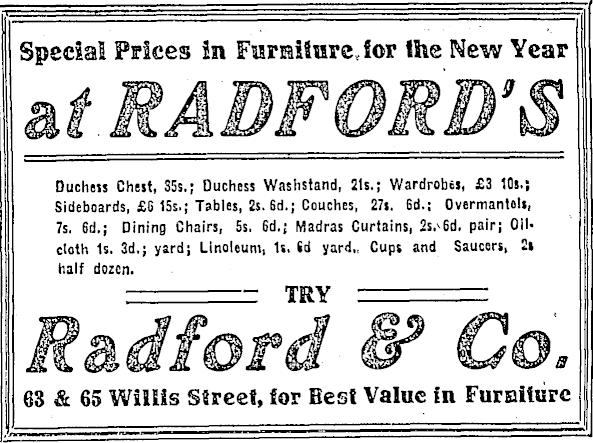 Special Prices in Furniture for the New Year
at RADFORD'S
Duchess Chest, 35s.; Duchess Washstand, 21s.; Wardrobes, £3 10s.;
Sideboards, £6 15s.; Tables, 2s. 6d.; Couches, 27s. 6d.; Overmantels,
7s. 6d.; Dining Chairs, 5s. 6d.; Madras Curtains, 2s. 6d. pair; Oil-
cloth 1s. 3d.; yard; Linoleum, 1s. 6d yard,. Cups and Saucers, 2s
half dozen.
TRY
Radford & Co.
63 & 65 Willis Street, for Best Value in Furniture